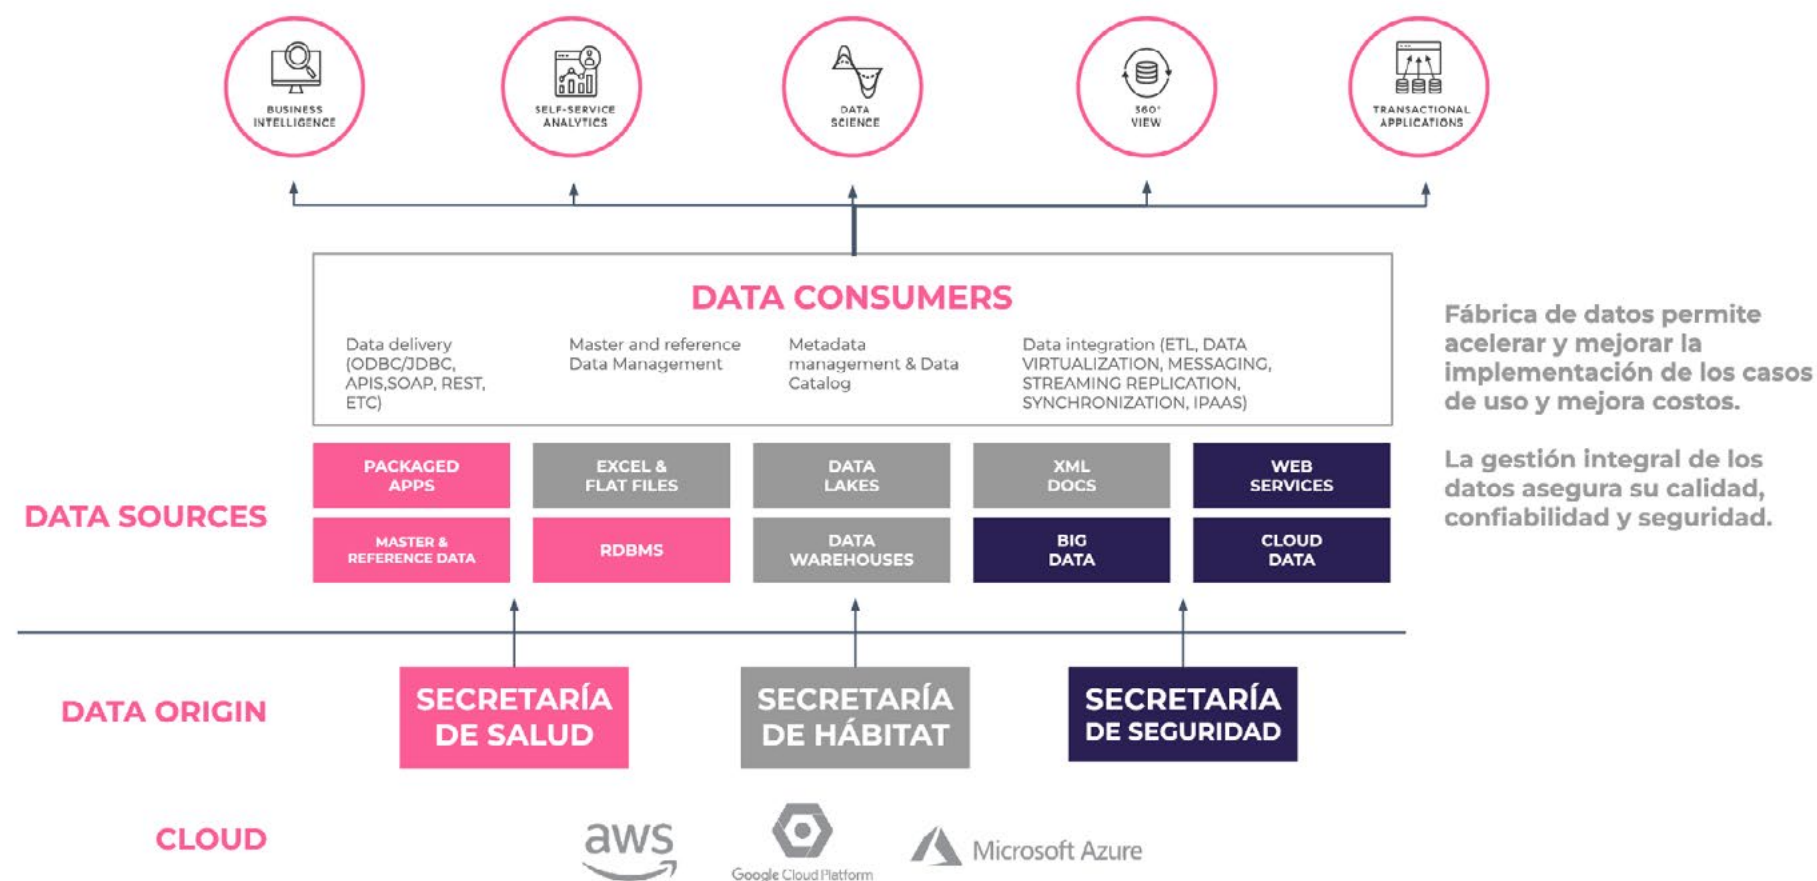 BUSINESS
INTELLIGENCE
SELF-SERVICE
ANALYTICS
DATA
SCIENCE
360°
VIEW
TRANSACTIONAL
APPLICATIONS
DATA CONSUMERS
Data delivery
(ODBC/JDBC,
APIS,SOAP, REST,
ETC)
Master and reference
Data Management
Metadata
management & Data
Catalog
Data integration (ETL, DATA
VIRTUALIZATION, MESSAGING,
STREAMING REPLICATION,
SYNCHRONIZATION, IPAAS)
Fábrica de datos permite
acelerar y mejorar la
implementación de los casos
de uso y mejora costos.
La gestión integral de los
datos asegura su calidad,
confiabilidad y seguridad.
DATA SOURCES
PACKAGED
APPS
EXCEL &
FLAT FILES
DATA
LAKES
XML
DOCS
WEB
SERVICES
MASTER &
REFERENCE DATA
RDBMS
DATA
WAREHOUSES
BIG
DATA
CLOUD
DATA
DATA ORIGIN
SECRETARÍA
DE SALUD
SECRETARÍA
DE HÁBITAT
SECRETARÍA
DE SEGURIDAD
CLOUD
aws
Google Cloud Platform
Microsoft Azure